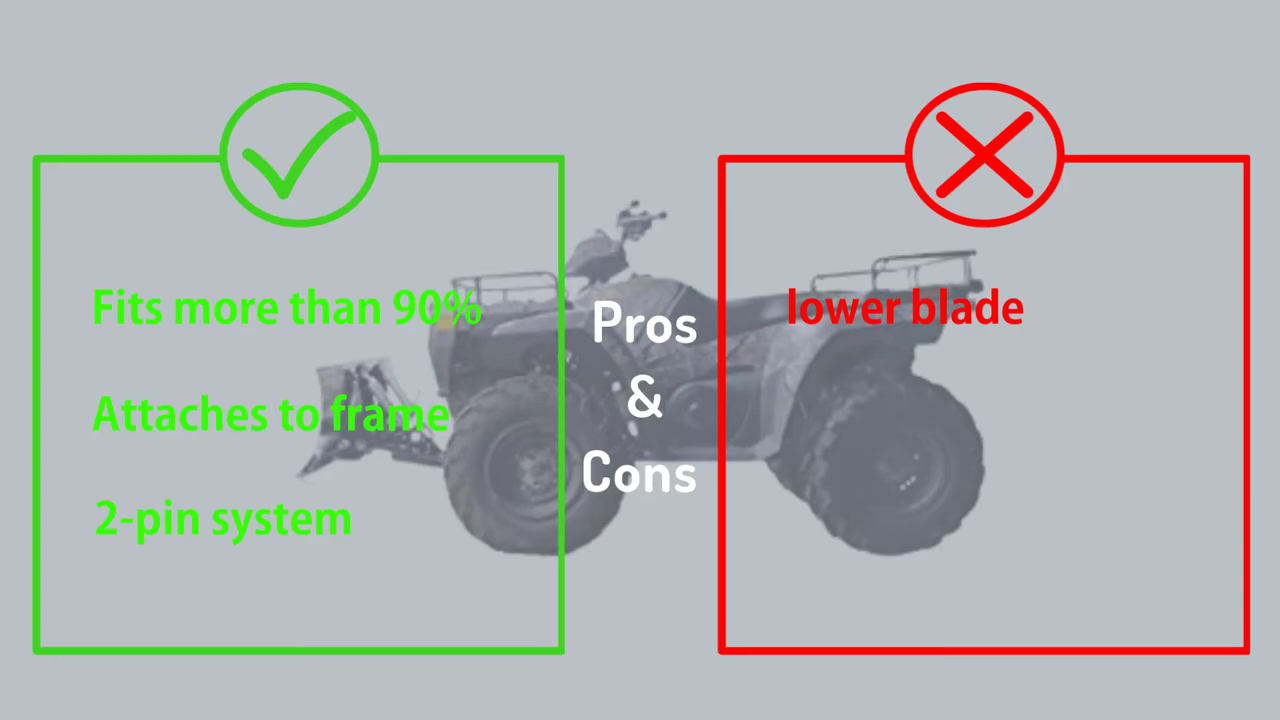 Fits more than 90%
Attaches to frame
2-pin system
Pros
&
Cons
lower blade